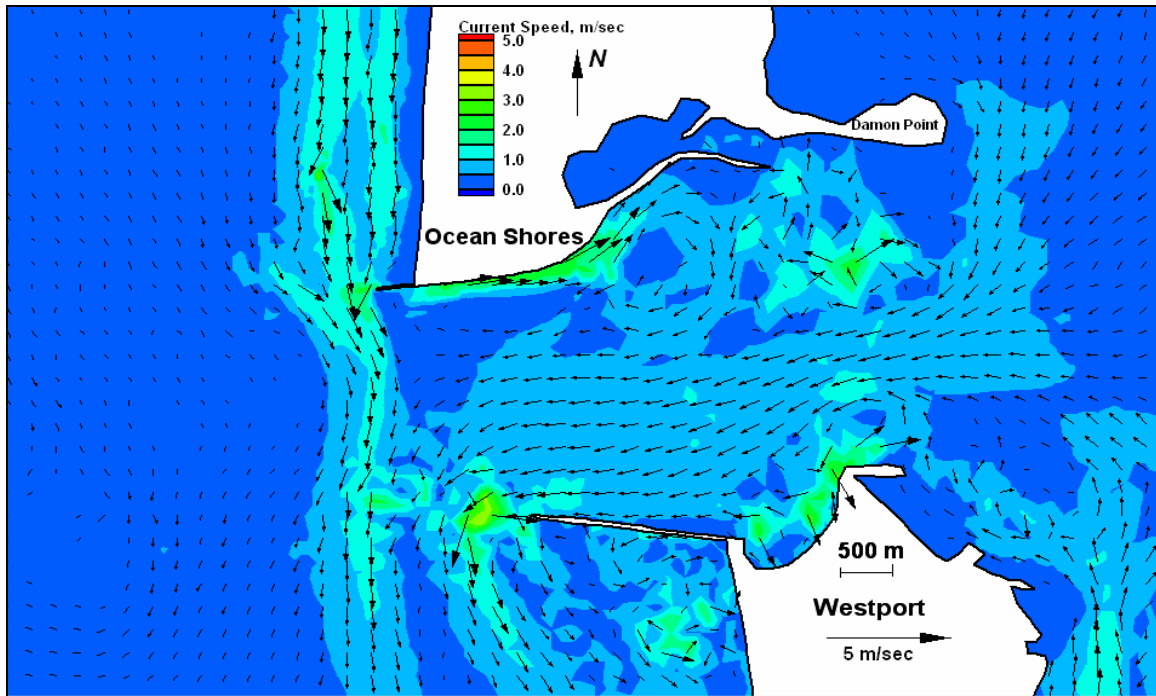 Current Speed, m/sec
5.0
4.0
3.0
2.0
1.0
0.0
N
Damon Point
Ocean Shores
500 m
Westport
5 m/sec